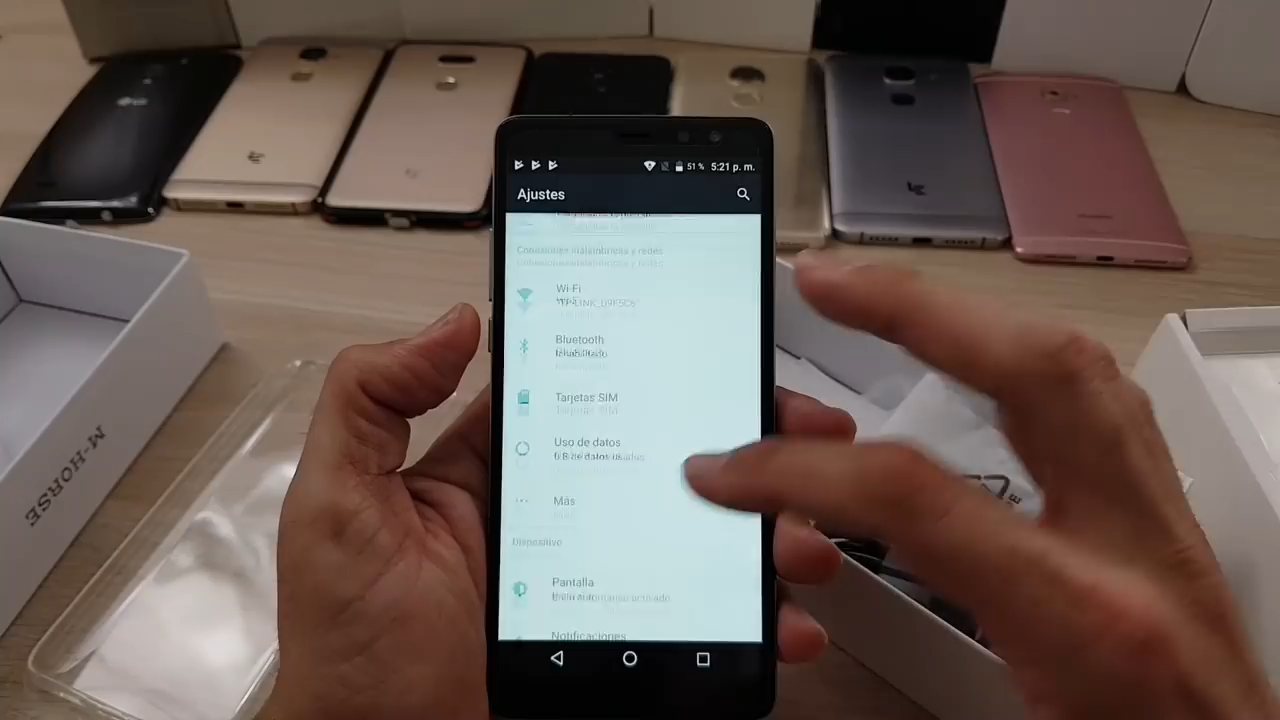 51 %
5:21 p. m.
Ajustes
Conexiones inalámbricas y redes
Wi-Fi
Bluetooth
Tarjetas SIM
Uso de datos
Más
Dispositivo
Pantalla
Notificaciones
M-HORSE
LG